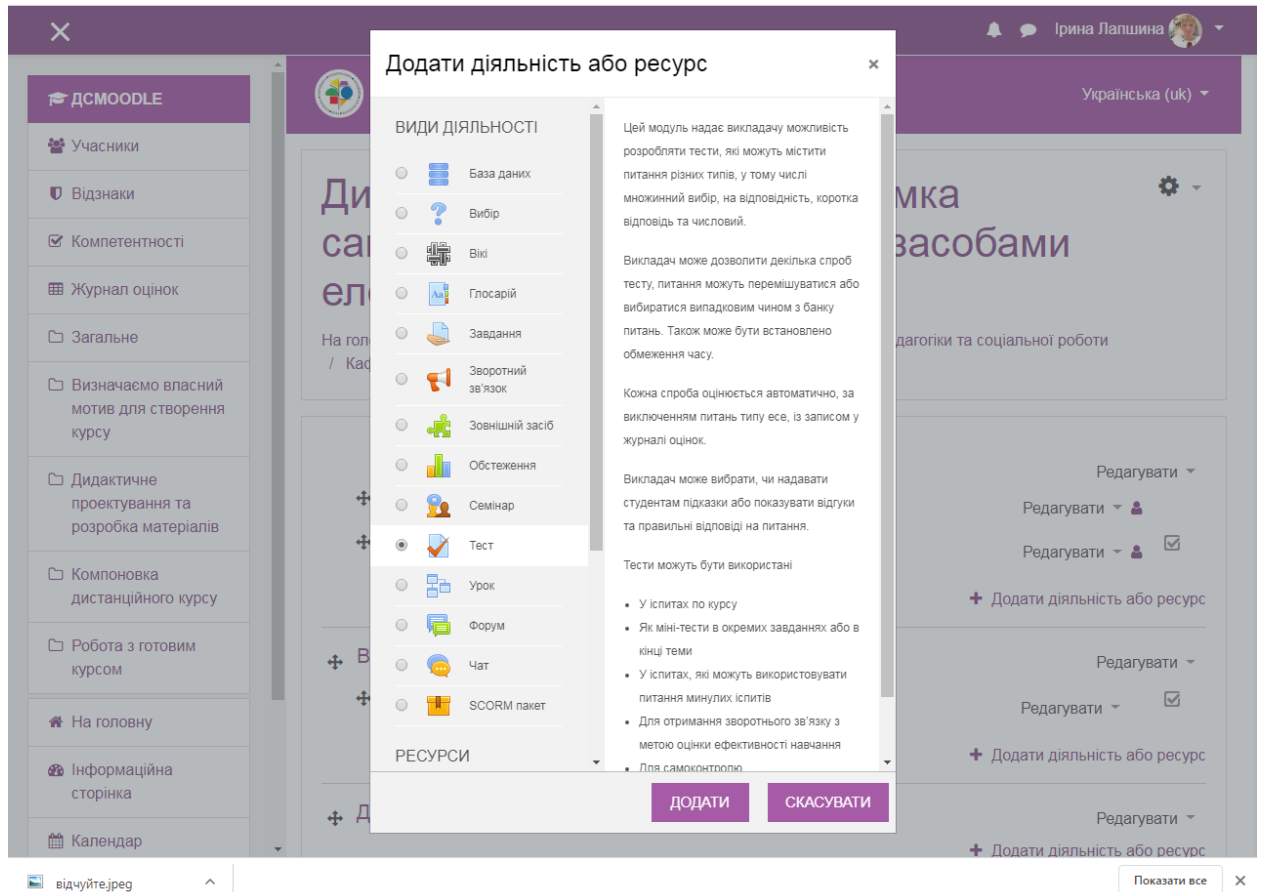 Ірина Лапшина
Додати діяльність або ресурс
×
ДСMOODLE
Українська (uk)
Учасники
Відзнаки
Компетентності
Журнал оцінок
Загальне
Визначаємо власний
мотив для створення
курсу
Дидактичне
проектування та
розробка матеріалів
Компоновка
дистанційного курсу
Робота з готовим
курсом
На головну
Інформаційна
сторінка
Календар
ВИДИ ДІЯЛЬНОСТІ
База даних
Вибір
Вікі
Глосарій
Завдання
Зворотний
зв'язок
Зовнішній засіб
Обстеження
Семінар
Тест
Урок
Форум
Чат
SCORM пакет
РЕСУРСИ
Цей модуль надає викладачу можливість
розробляти тести, які можуть містити
питання різних типів, у тому числі
множинний вибір, на відповідність, коротка
відповідь та числовий.
Викладач може дозволити декілька спроб
тесту, питання можуть перемішуватися або
вибиратися випадковим чином з банку
питань. Також може бути встановлено
обмеження часу.
Кожна спроба оцінюється автоматично, за
виключенням питань типу есе, із записом у
журналі оцінок.
Викладач може вибрати, чи надавати
студентам підказки або показувати відгуки
та правильні відповіді на питання.
Тести можуть бути використані
• У іспитах по курсу
• Як міні-тести в окремих завданнях або в
кінці теми
• У іспитах, які можуть використовувати
питання минулих іспитів
• Для отримання зворотнього зв'язку з
метою оцінки ефективності навчання
• Для самоконтролю
ДОДАТИ
СКАСУВАТИ
Ди
мка
са
засобами
ел
На гол
дагогіки та соціальної роботи
/ Ка
Редагувати
Редагувати
Редагувати
+ Додати діяльність або ресурс
В
Редагувати
Редагувати
+ Додати діяльність або ресурс
Д
Редагувати
+ Додати діяльність або ресурс
відчуйте.jpeg
Показати все